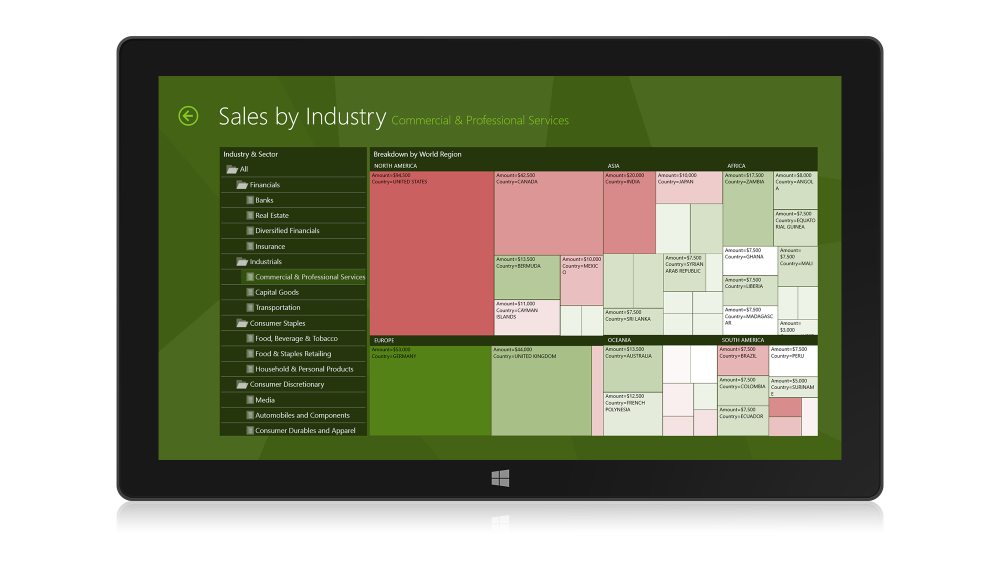 Sales by Industry Commercial & Professional Services
Industry & Sector
All
Financials
Banks
Real Estate
Diversified Financials
Insurance
Industrials
Commercial & Professional Services
Capital Goods
Transportation
Consumer Staples
Food, Beverage & Tobacco
Food & Staples Retailing
Household & Personal Products
Consumer Discretionary
Media
Automobiles and Components
Consumer Durables and Apparel
Breakdown by World Region
NORTH AMERICA
Amount=$94,500
Country=UNITED STATES
Amount=$42,500
Country=CANADA
Amount=$13,500
Country=BERMUDA
Amount=$10,000
Country=MEXIC
O
Amount=$11,000
Country=CAYMAN
ISLANDS
ASIA
Amount=$20,000
Country=INDIA
Amount=$10,000
Country=JAPAN
Amount=$7,500
Country=SYRIAN
ARAB REPUBLIC
Amount=$7,500
Country=SRI LANKA
AFRICA
Amount=$17,500
Country=ZAMBIA
Amount=$8,000
Country=ANGOL
A
Amount=$7,500
Country=EQUATO
RIAL GUINEA
Amount=$7,500
Country=GHANA
Amount=
$7,500
Country=MALI
Amount=$7,500
Country=LIBERIA
Amount=$7,500
Country=MADAGASC
AR
Amount=
$3,000
EUROPE
Amount=$53,000
Country=GERMANY
Amount=$44,000
Country=UNITED KINGDOM
OCEANIA
Amount=$13,500
Country=AUSTRALIA
Amount=$12,500
Country=FRENCH
POLYNESIA
SOUTH AMERICA
Amount=$7,500
Country=BRAZIL
Amount=$7,500
Country=PERU
Amount=$7,500
Country=COLOMBIA
Amount=$5,000
Country=SURINAM
E
Amount=$7,500
Country=ECUADOR